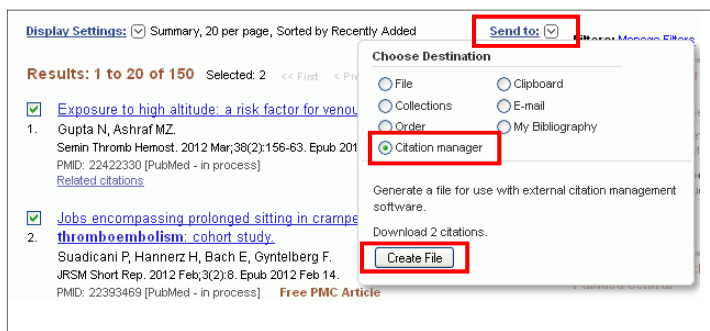 Display Settings: Summary, 20 per page, Sorted by Recently Added Send to:
Filters: Manage Filters
Results: 1 to 20 of 150 Selected: 2 << First
Exposure to high altitude: a risk factor for
1. Gupta N, Ashraf MZ.
Semin Thromb Hemost. 2012 Mar;38(2):156-63. Epub
PMID: 22422330 [PubMed - in process]
Related citations
Jobs encompassing prolonged sitting in
2. thromboembolism: cohort study.
Suadicani P, Hannerz H, Bach E, Gyntelberg F.
JRSM Short Rep. 2012 Feb;3(2):8. Epub 2012 Feb 14.
PMID: 22393469 [PubMed - in process] Free PMC Article
Choose Destination
File Clipboard
Collections E-mail
Order My Bibliography
Citation manager
Generate a file for use with external citation management
software.
Download 2 citations.
Create File